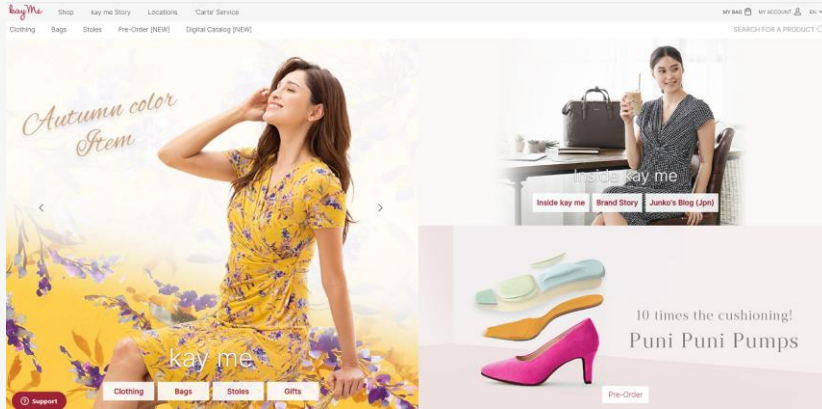 kay me Shop kay me Story Locations 'Carte' Service MY BAG MY ACCOUNT EN
Clothing Bags Stoles Pre-Order [NEW] Digital Catalog [NEW] SEARCH FOR A PRODUCT
Autumn color
Item
kay me
Clothing Bags Stoles Gifts
Support
Inside kay me
Inside kay me Brand Story Junko's Blog (Jpn)
10 times the cushioning!
Puni Puni Pumps
Pre-Order